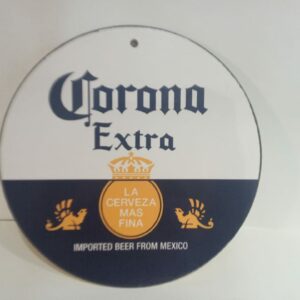 Corona
Extra
LA
CERVEZA
MAS
FINA
IMPORTED BEER FROM MEXICO